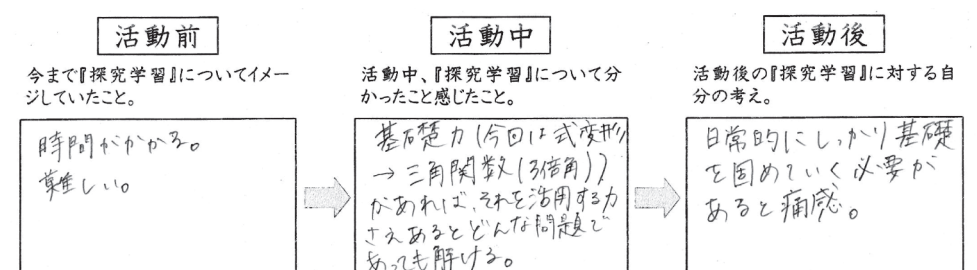 活動前
今まで『探究学習』についてイメー
ジしていたこと。
時間がかかる。
難しい。
活動中
活動中、『探究学習』について分
かったこと感じたこと。
基礎力(今回は式変形
→三角関数(3倍角))
があれば、それを活用する力
さえあるとどんな問題で
あっても解ける。
活動後
活動後の『探究学習』に対する自
分の考え。
日常的にしっかり基礎
を固めていく必要が
あると痛感。